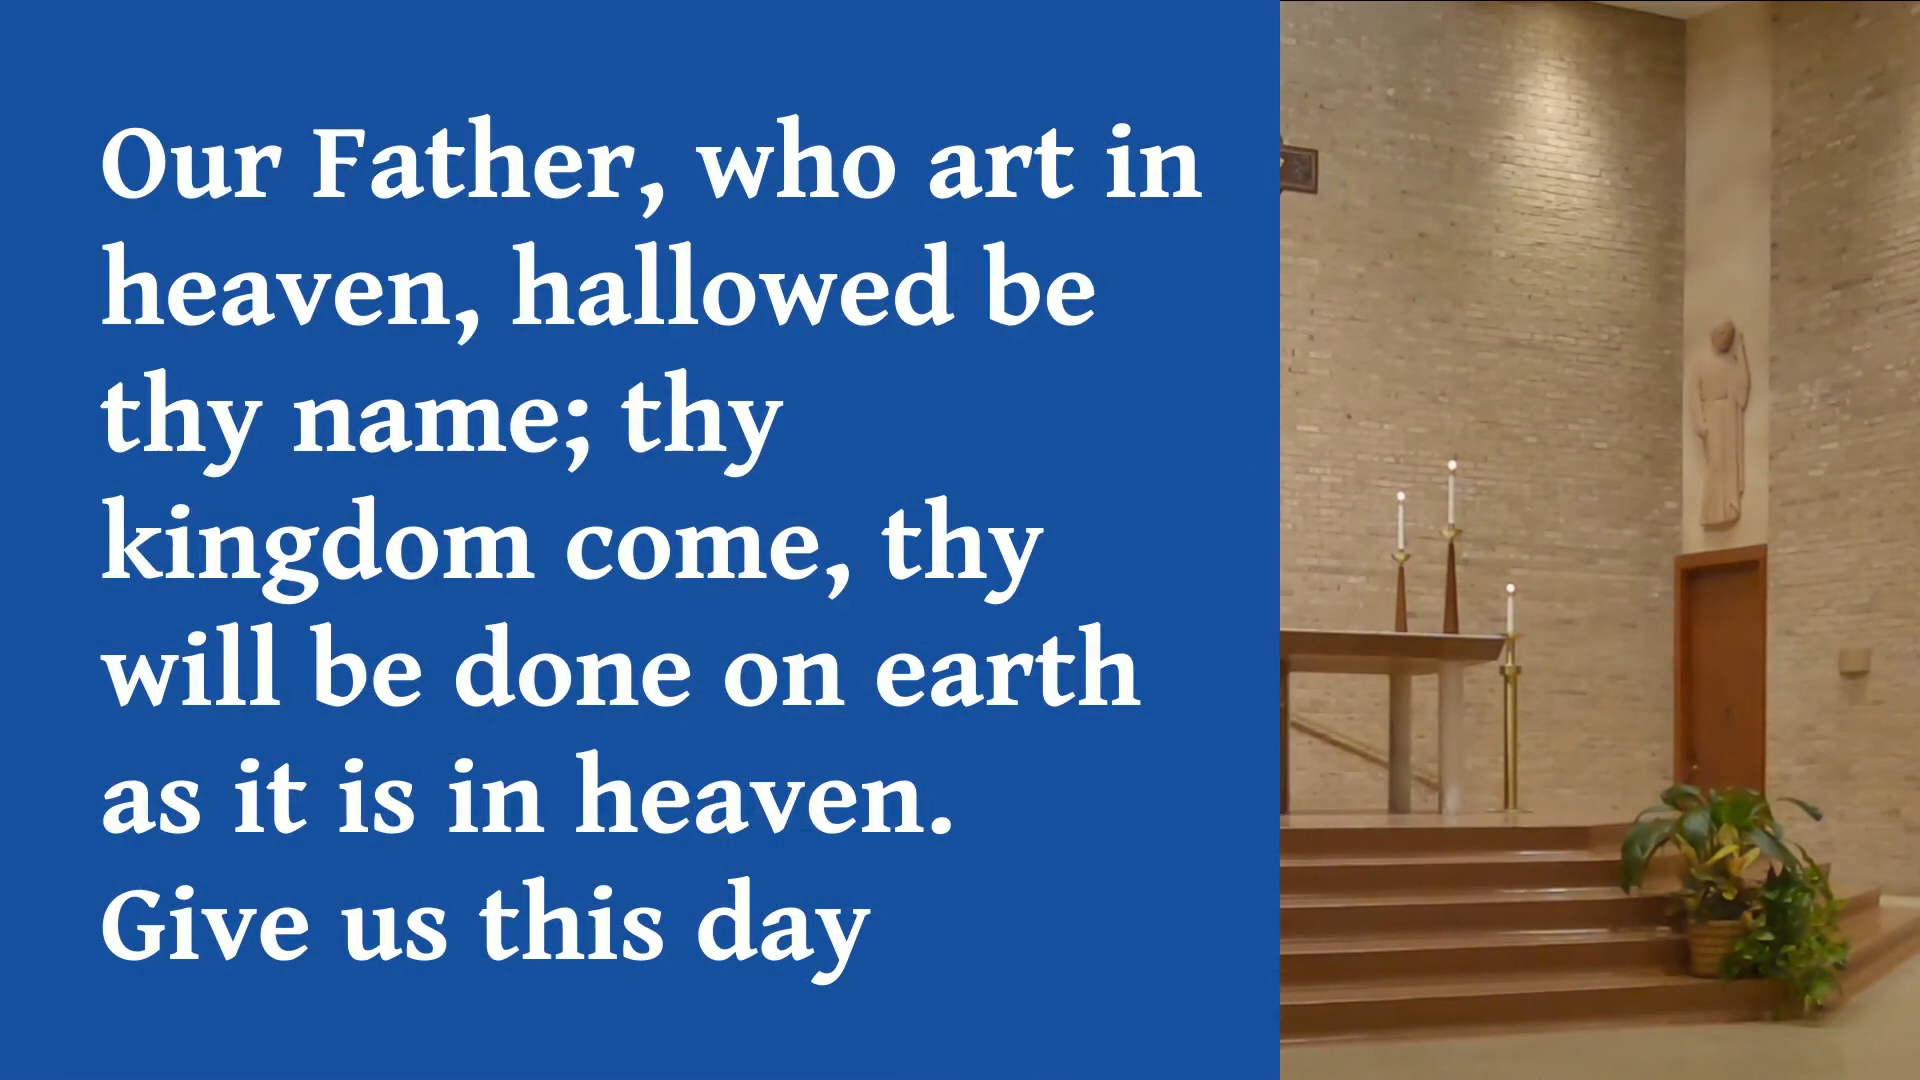 Our Father, who art in
heaven, hallowed be
thy name; thy
kingdom come, thy
will be done on earth
as it is in heaven.
Give us this day